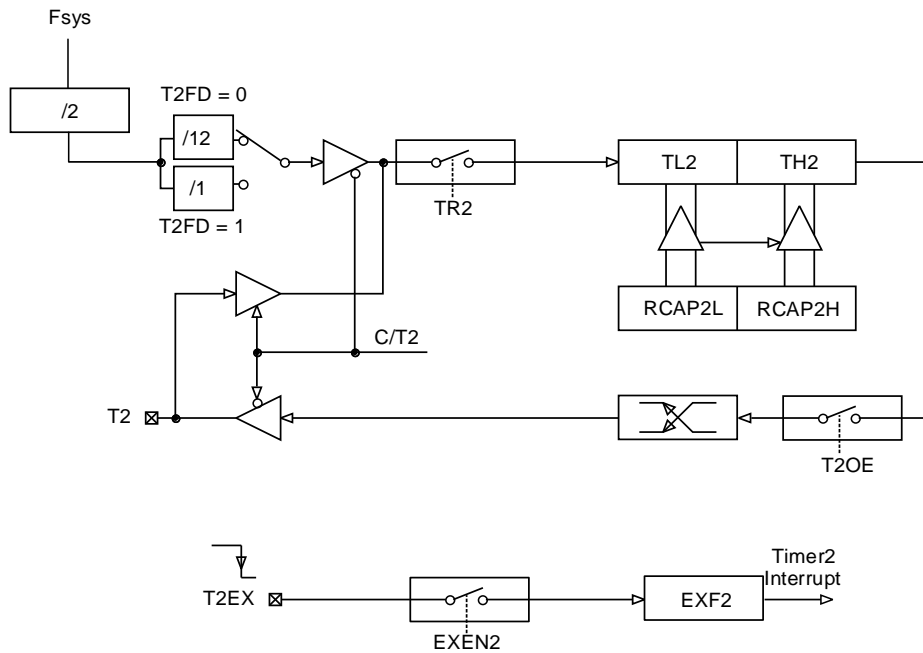 Fsys
/2
T2FD = 0
/12
/1
T2FD = 1
TR2
TL2
TH2
RCAP2L
RCAP2H
C/T2
T2
T2OE
T2EX
EXEN2
EXF2
Timer2
Interrupt